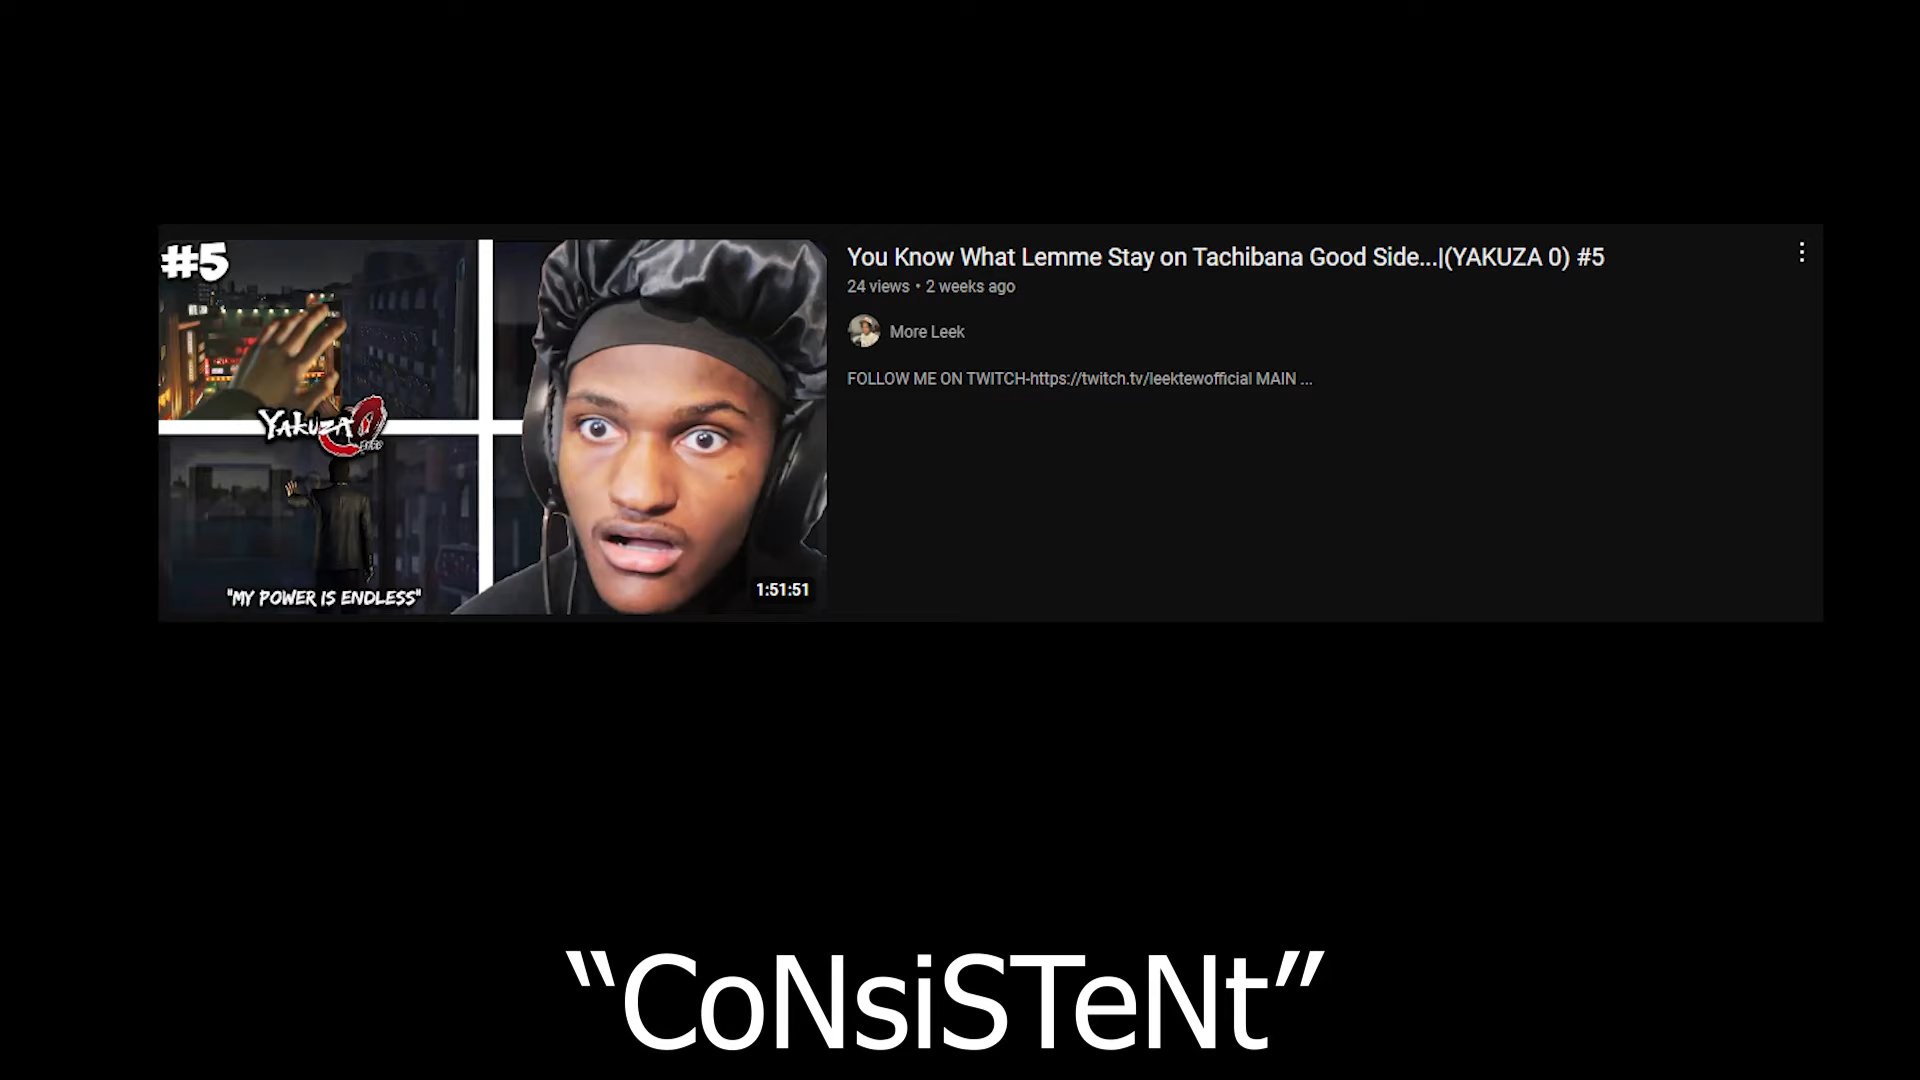 #5
YAKUZA 0
ZERO
"MY POWER IS ENDLESS"
1:51:51
You Know What Lemme Stay on Tachibana Good Side...|(YAKUZA 0) #5
24 views • 2 weeks ago
More Leek
FOLLOW ME ON TWITCH-https://twitch.tv/leektewofficial MAIN ...
“CoNsiSTeNt”